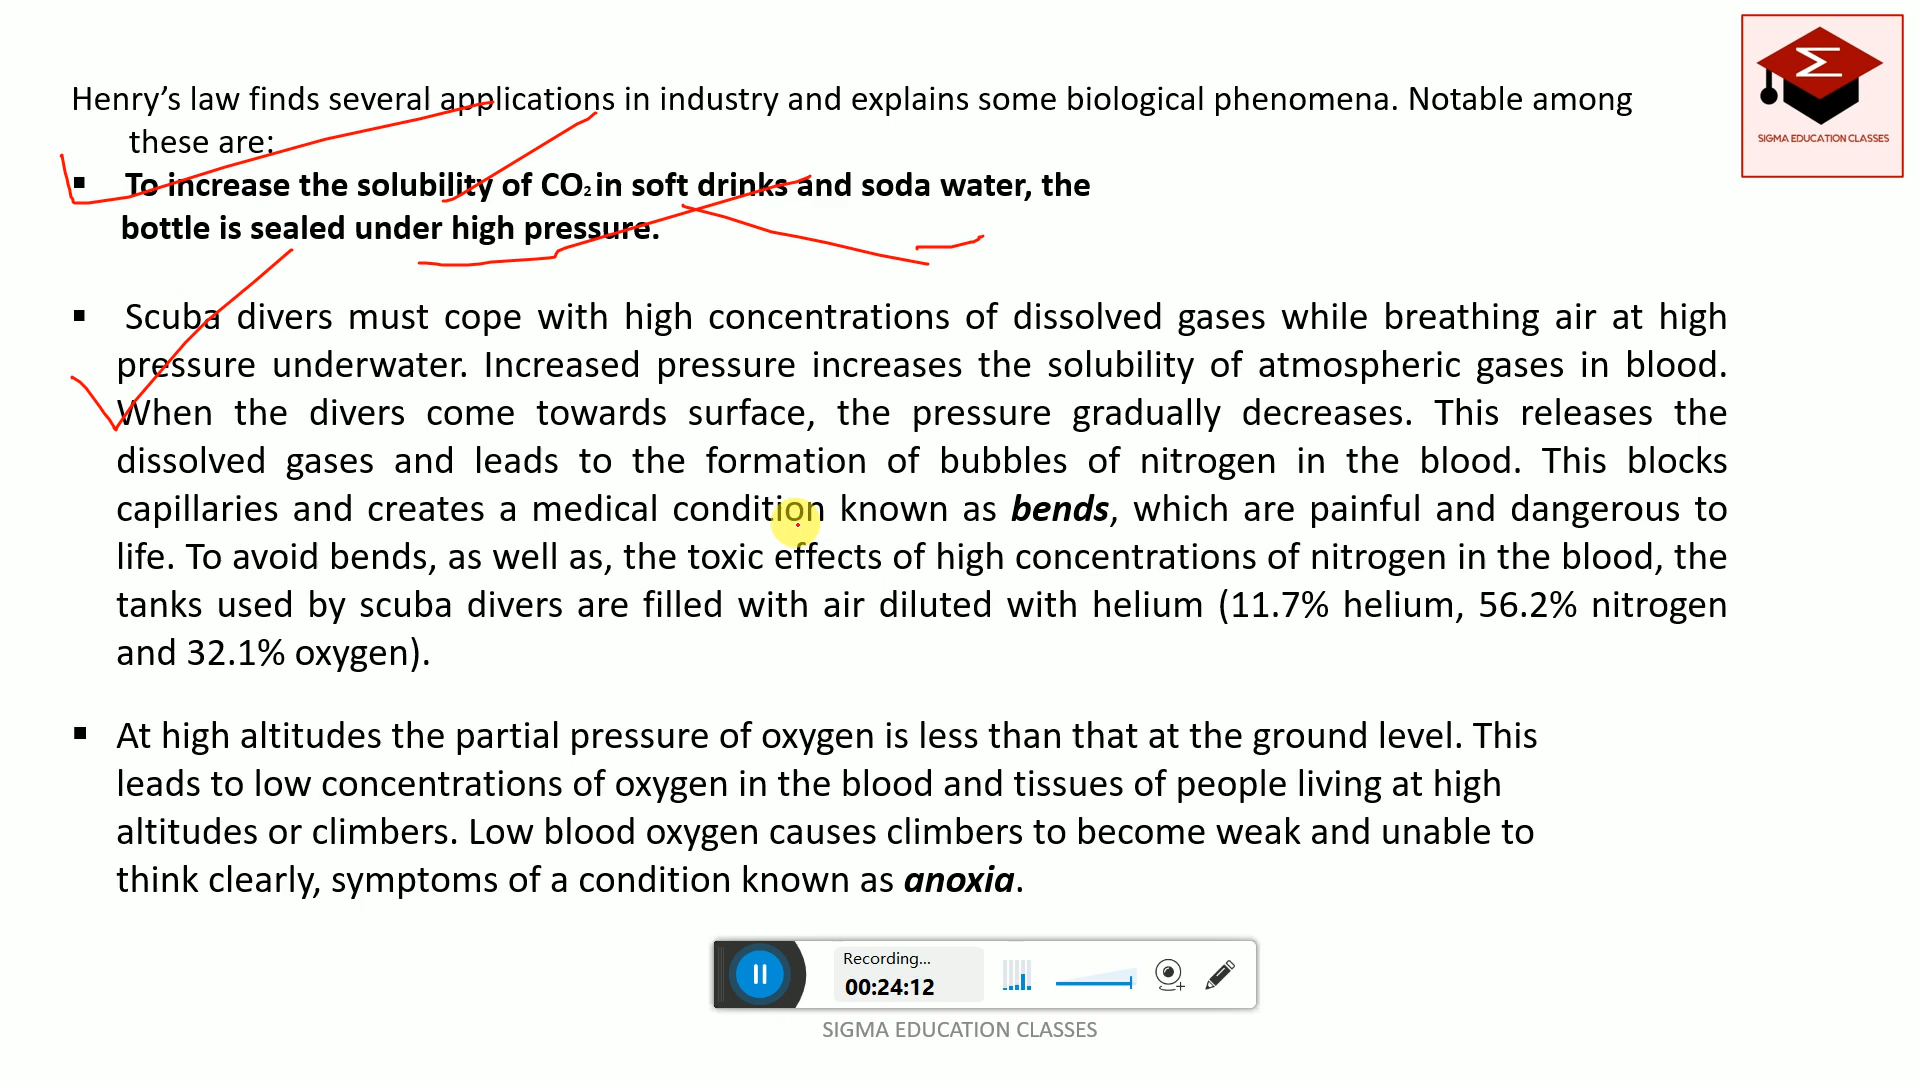 Henry’s law finds several applications in industry and explains some biological phenomena. Notable among
these are:
▪ To increase the solubility of CO₂ in soft drinks and soda water, the
bottle is sealed under high pressure.
▪ Scuba divers must cope with high concentrations of dissolved gases while breathing air at high
pressure underwater. Increased pressure increases the solubility of atmospheric gases in blood.
When the divers come towards surface, the pressure gradually decreases. This releases the
dissolved gases and leads to the formation of bubbles of nitrogen in the blood. This blocks
capillaries and creates a medical condition known as bends, which are painful and dangerous to
life. To avoid bends, as well as, the toxic effects of high concentrations of nitrogen in the blood, the
tanks used by scuba divers are filled with air diluted with helium (11.7% helium, 56.2% nitrogen
and 32.1% oxygen).
▪ At high altitudes the partial pressure of oxygen is less than that at the ground level. This
leads to low concentrations of oxygen in the blood and tissues of people living at high
altitudes or climbers. Low blood oxygen causes climbers to become weak and unable to
think clearly, symptoms of a condition known as anoxia.
Σ
SIGMA EDUCATION CLASSES
Recording...
00:24:12
SIGMA EDUCATION CLASSES